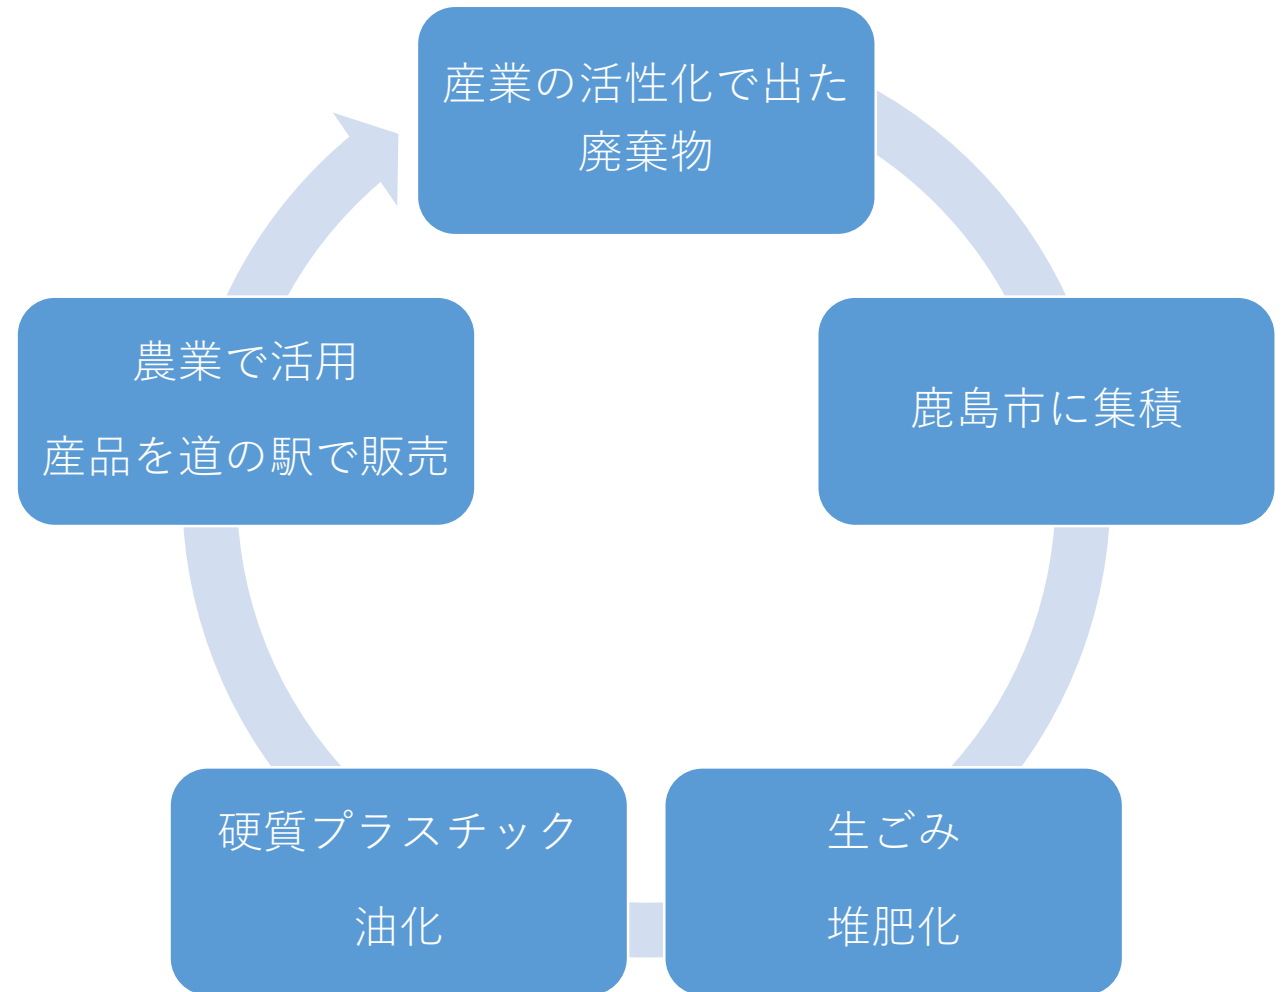 産業の活性化で出た
廃棄物
鹿島市に集積
生ごみ
堆肥化
硬質プラスチック
油化
農業で活用
産品を道の駅で販売